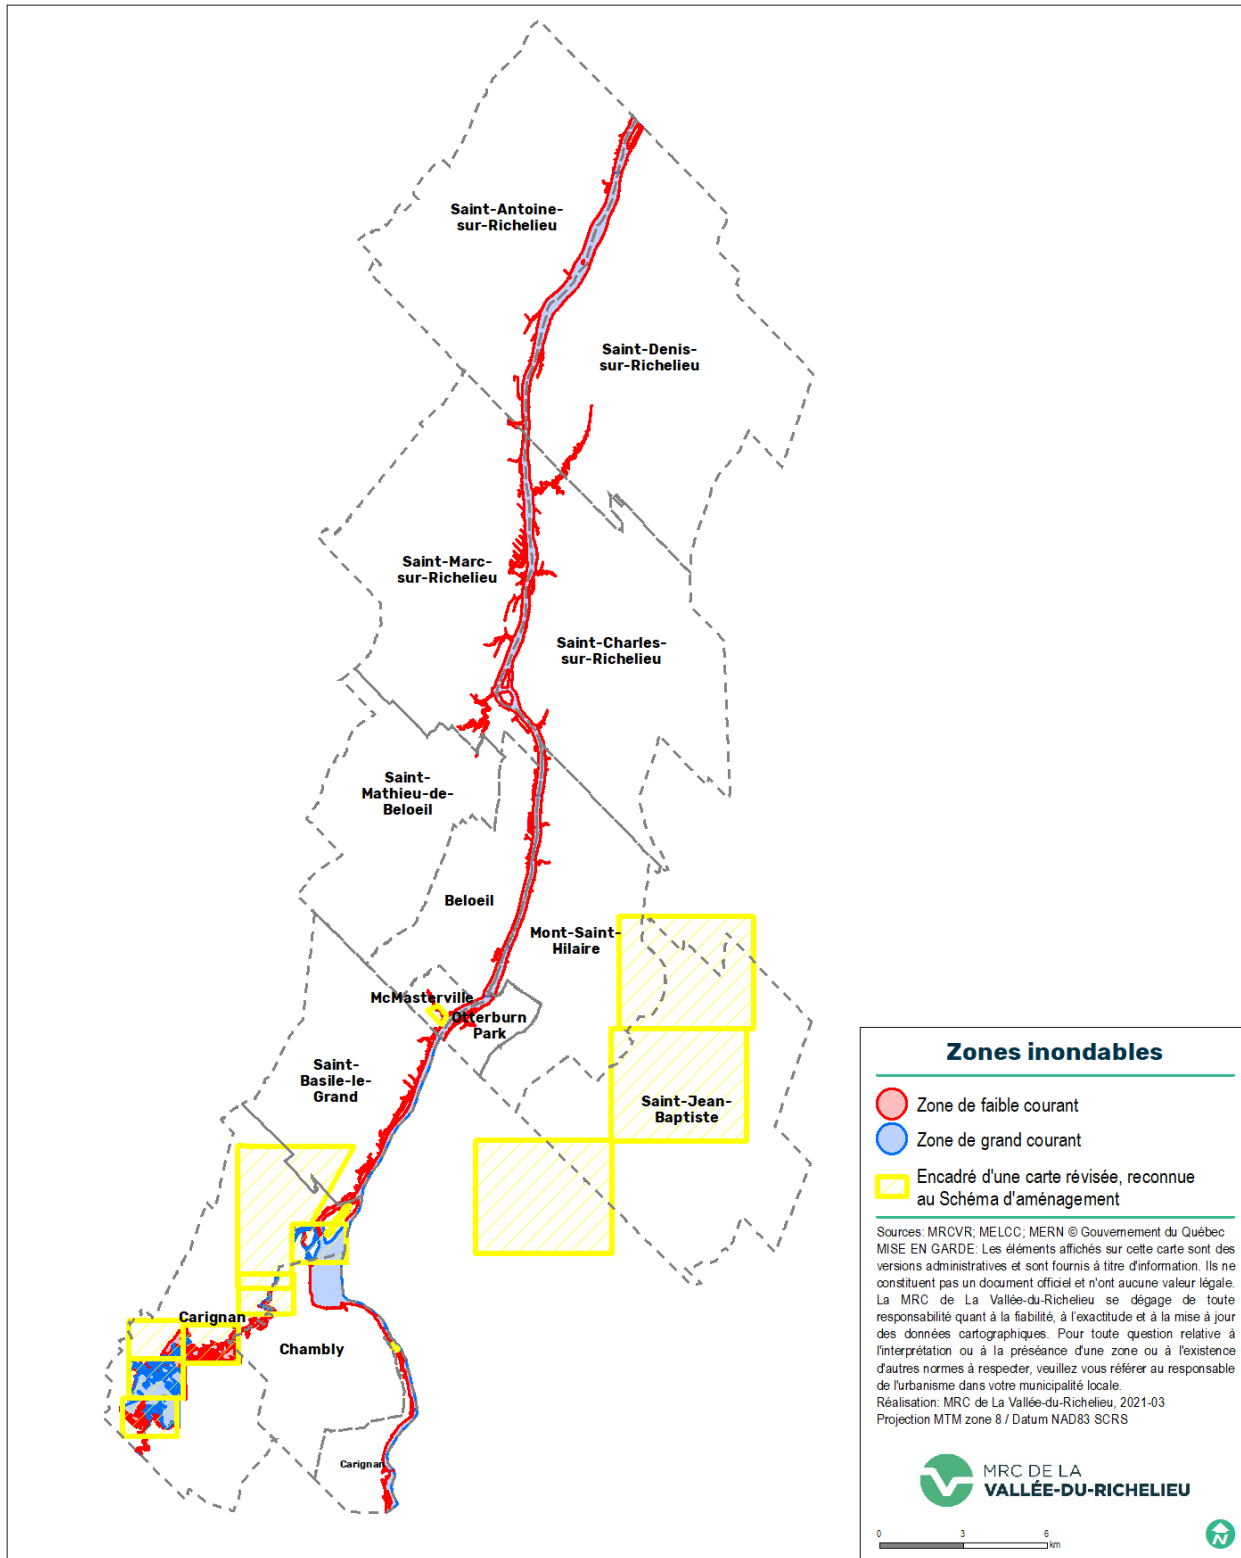 Saint-Antoine-
sur-Richelieu
Saint-Denis-
sur-Richelieu
Saint-Marc-
sur-Richelieu
Saint-Charles-
sur-Richelieu
Saint-
Mathieu-de-
Beloeil
Beloeil
Mont-Saint-
Hilaire
McMasterville
Otterburn
Park
Saint-
Basile-le-
Grand
Saint-Jean-
Baptiste
Carignan
Chambly
Carignan
Zones inondables
Zone de faible courant
Zone de grand courant
Encadré d'une carte révisée, reconnue
au Schéma d'aménagement
Sources: MRCVR; MELCC; MERN © Gouvernement du Québec
MISE EN GARDE: Les éléments affichés sur cette carte sont des
versions administratives et sont fournis à titre d'information. Ils ne
constituent pas un document officiel et n'ont aucune valeur légale.
La MRC de La Vallée-du-Richelieu se dégage de toute
responsabilité quant à la fiabilité, à l'exactitude et à la mise à jour
des données cartographiques. Pour toute question relative à
l'interprétation ou à la préséance d'une zone ou à l'existence
d'autres normes à respecter, veuillez vous référer au responsable
de l'urbanisme dans votre municipalité locale.
Réalisation: MRC de La Vallée-du-Richelieu, 2021-03
Projection MTM zone 8 / Datum NAD83 SCRS
MRC DE LA
VALLÉE-DU-RICHELIEU
0 3 6
km
N